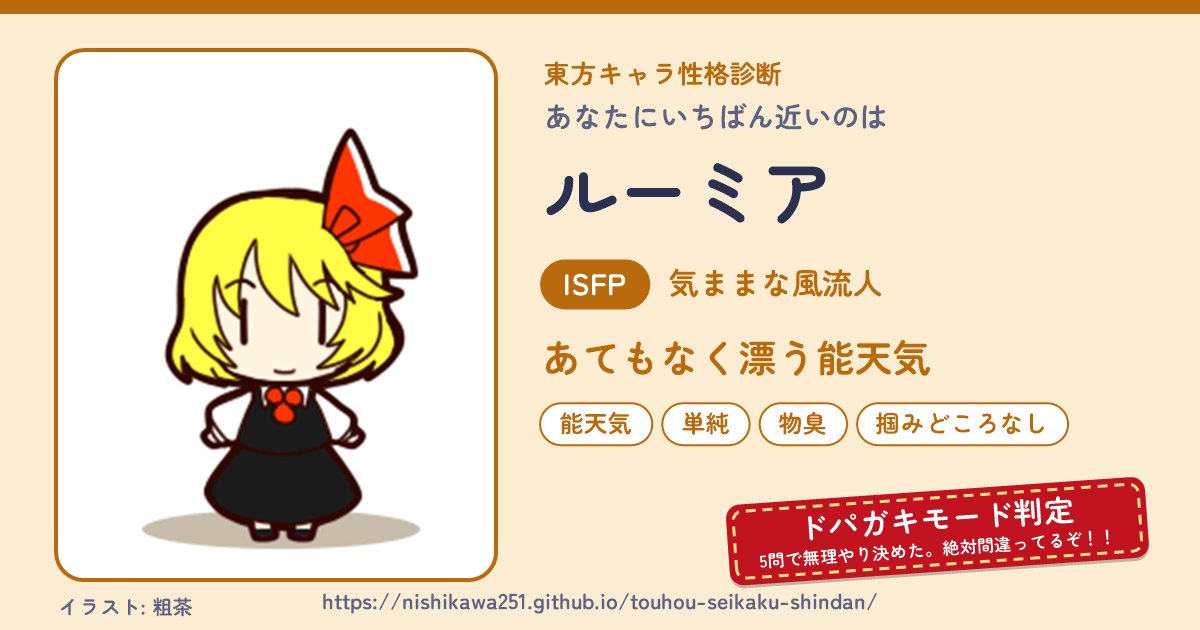 東方キャラ性格診断
あなたにいちばん近いのは
ルーミア
ISFP 気ままな風流人
あてもなく漂う能天気
能天気 単純 物臭 掴みどころなし
ドパガキモード判定
5問で無理やり決めた。絶対間違ってるぞ！！
イラスト: 粗茶
https://nishikawa251.github.io/touhou-seikaku-shindan/